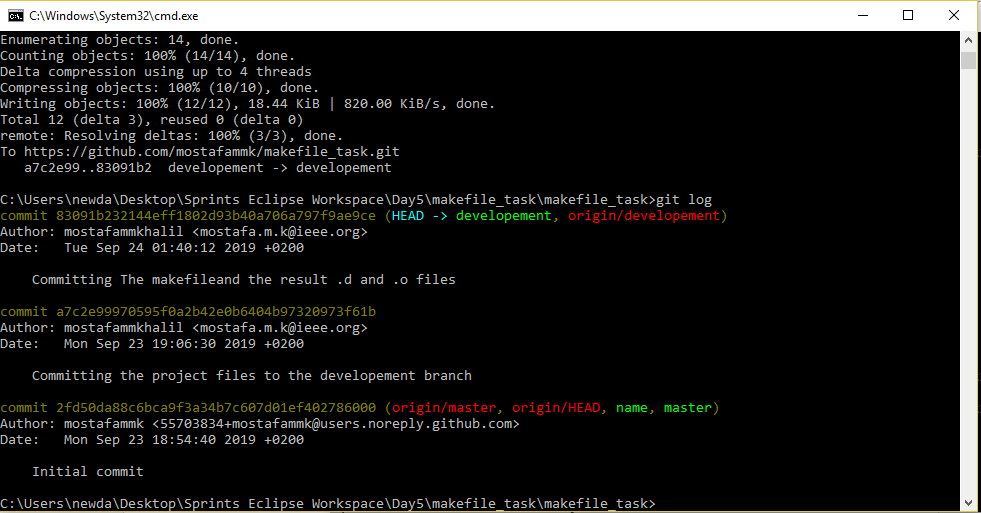 C:\Windows\System32\cmd.exe
Enumerating objects: 14, done.
Counting objects: 100% (14/14), done.
Delta compression using up to 4 threads
Compressing objects: 100% (10/10), done.
Writing objects: 100% (12/12), 18.44 KiB | 820.00 KiB/s, done.
Total 12 (delta 3), reused 0 (delta 0)
remote: Resolving deltas: 100% (3/3), done.
To https://github.com/mostafammk/makefile_task.git
   a7c2e99..83091b2  developement -> developement

C:\Users\newda\Desktop\Sprints Eclipse Workspace\Day5\makefile_task\makefile_task>git log
commit 83091b232144eff1802d93b40a706a797f9ae9ce (HEAD -> developement, origin/developement)
Author: mostafammkhalil <mostafa.m.k@ieee.org>
Date:   Tue Sep 24 01:40:12 2019 +0200

    Committing The makefileand the result .d and .o files

commit a7c2e99970595f0a2b42e0b6404b97320973f61b
Author: mostafammkhalil <mostafa.m.k@ieee.org>
Date:   Mon Sep 23 19:06:30 2019 +0200

    Committing the project files to the developement branch

commit 2fd50da88c6bca9f3a34b7c607d01ef402786000 (origin/master, origin/HEAD, name, master)
Author: mostafammk <55703834+mostafammk@users.noreply.github.com>
Date:   Mon Sep 23 18:54:40 2019 +0200

    Initial commit

C:\Users\newda\Desktop\Sprints Eclipse Workspace\Day5\makefile_task\makefile_task>